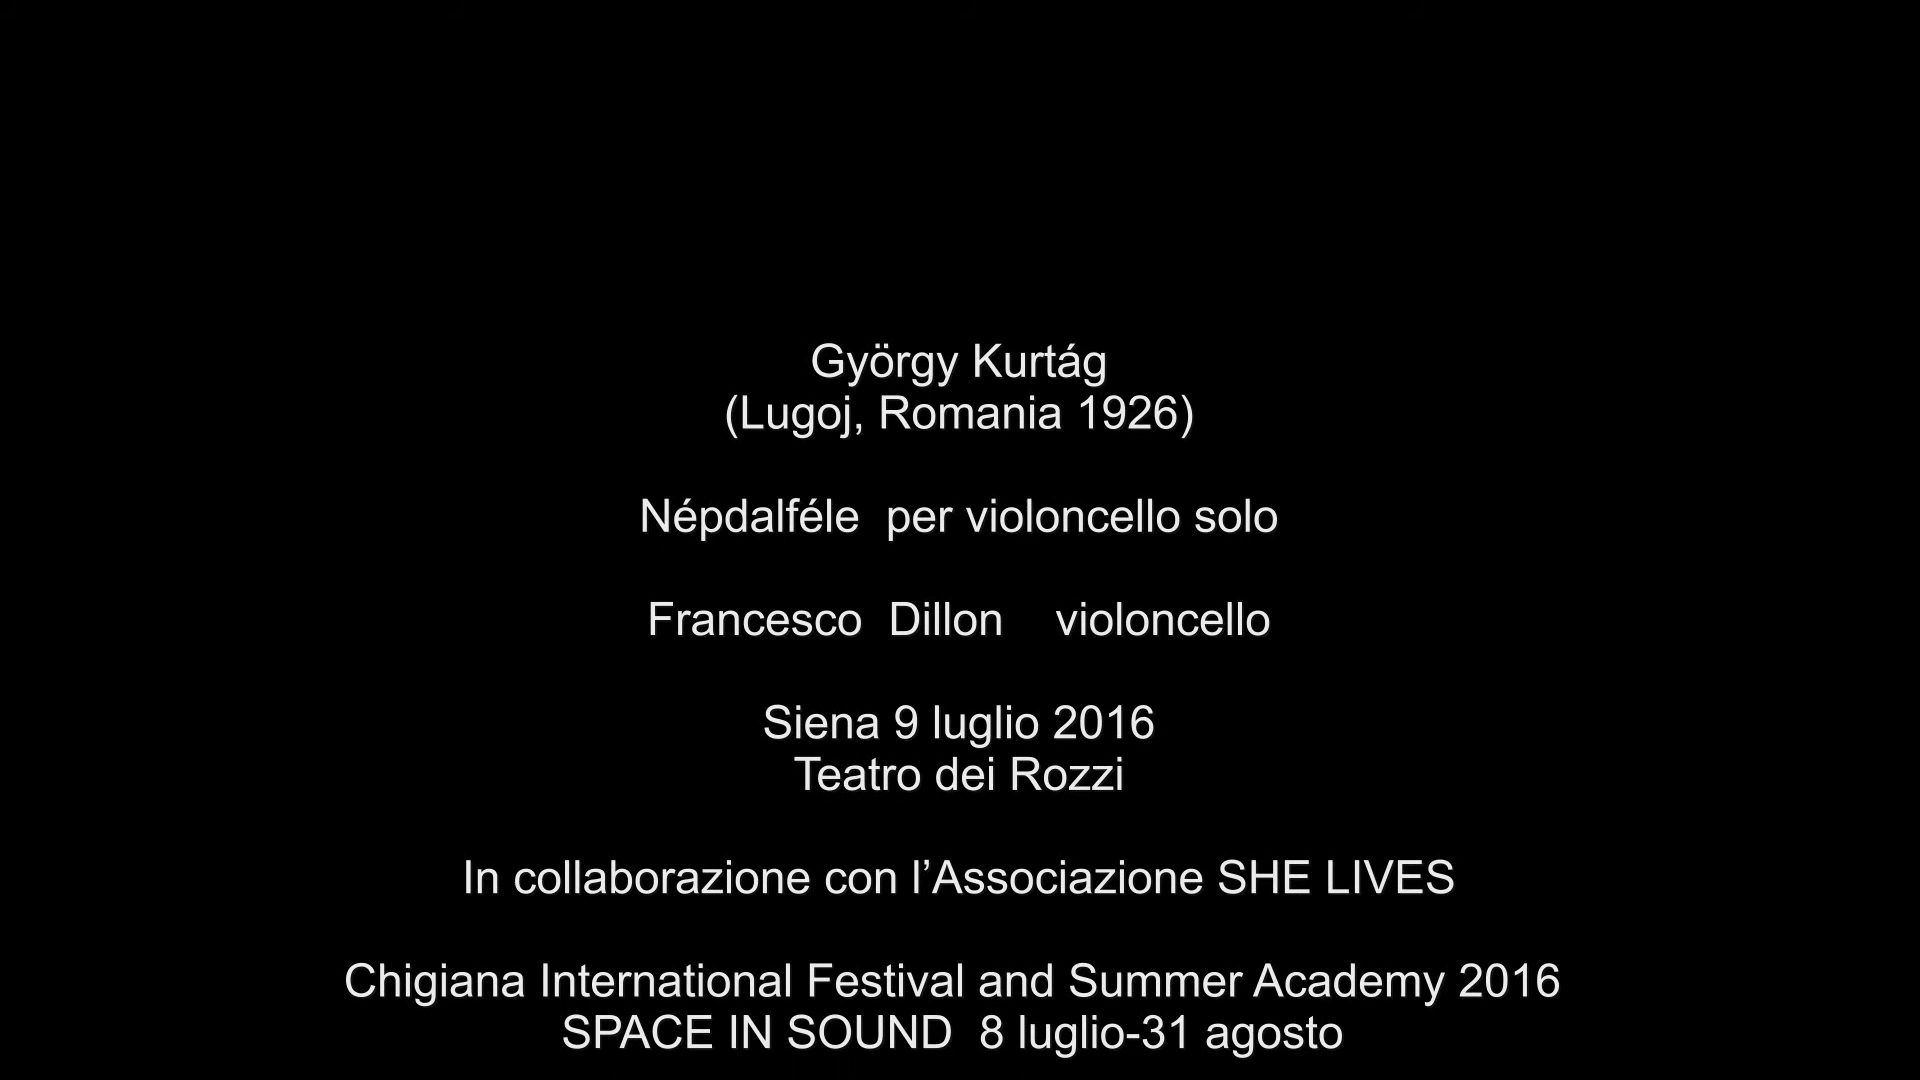 György Kurtág
(Lugoj, Romania 1926)
Népdalféle per violoncello solo
Francesco Dillon violoncello
Siena 9 luglio 2016
Teatro dei Rozzi
In collaborazione con l’Associazione SHE LIVES
Chigiana International Festival and Summer Academy 2016
SPACE IN SOUND 8 luglio-31 agosto